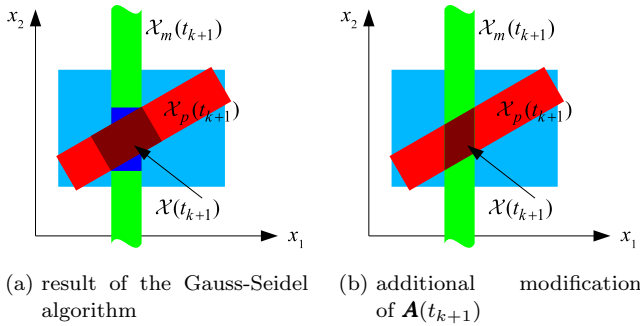 x₂
𝒳ₘ(tₖ₊₁)
𝒳ₚ(tₖ₊₁)
𝒳(tₖ₊₁)
x₁
(a) result of the Gauss-Seidel
algorithm
x₂
𝒳ₘ(tₖ₊₁)
𝒳ₚ(tₖ₊₁)
𝒳(tₖ₊₁)
x₁
(b) additional modification
of 𝑨(tₖ₊₁)